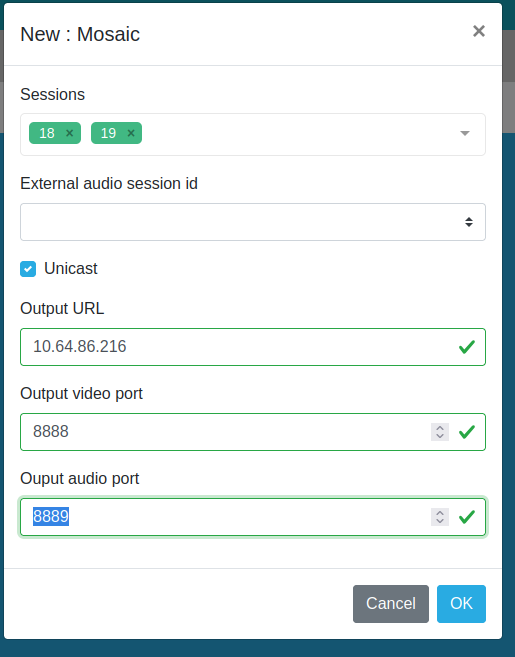 New : Mosaic ×
Sessions
18 × 19 ×
External audio session id
Unicast
Output URL
10.64.86.216
Output video port
8888
Ouput audio port
8889
Cancel OK